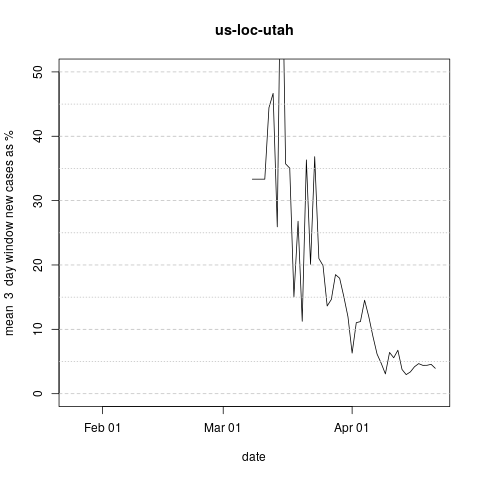 us-loc-utah
mean 3 day window new cases as %
50
40
30
20
10
0
Feb 01
Mar 01
Apr 01
date